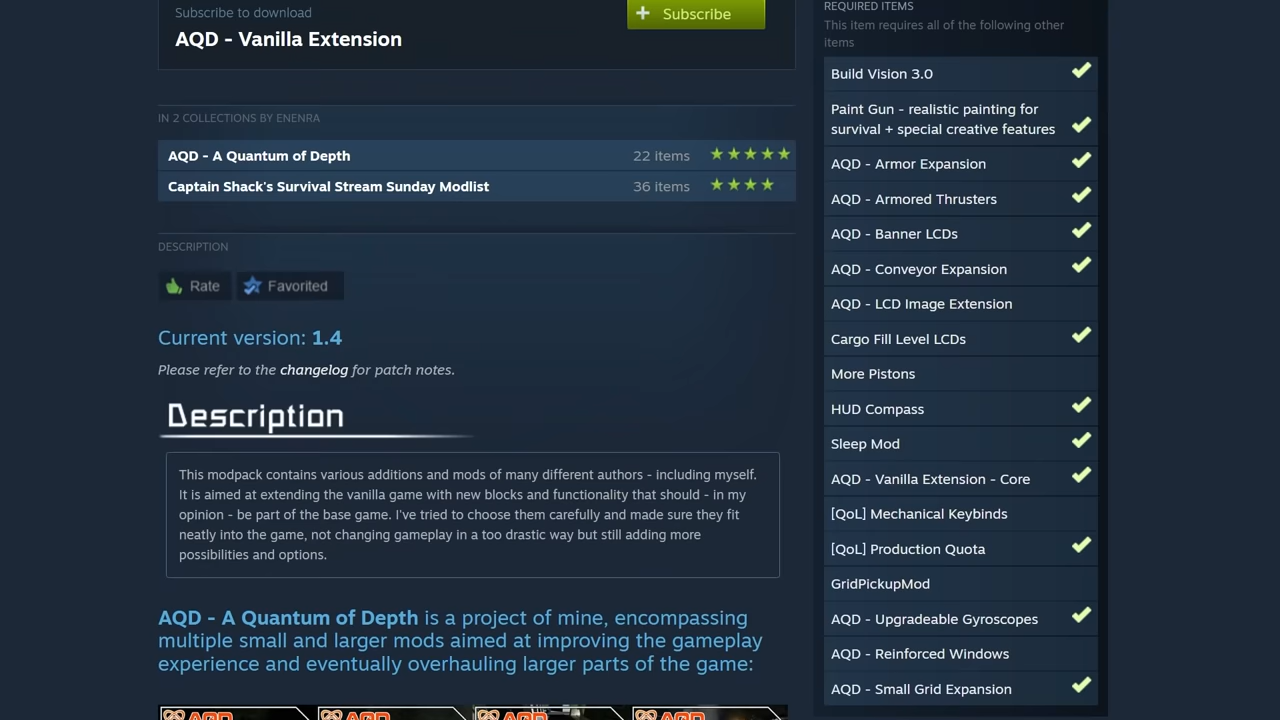 Subscribe to download
AQD - Vanilla Extension
Subscribe
IN 2 COLLECTIONS BY ENENRA
AQD - A Quantum of Depth 22 items
Captain Shack's Survival Stream Sunday Modlist 36 items
DESCRIPTION
Rate Favorited
Current version: 1.4
Please refer to the changelog for patch notes.
Description
This modpack contains various additions and mods of many different authors - including myself.
It is aimed at extending the vanilla game with new blocks and functionality that should - in my
opinion - be part of the base game. I've tried to choose them carefully and made sure they fit
neatly into the game, not changing gameplay in a too drastic way but still adding more
possibilities and options.
AQD - A Quantum of Depth is a project of mine, encompassing
multiple small and larger mods aimed at improving the gameplay
experience and eventually overhauling larger parts of the game:
AQD AQD AQD AQD
REQUIRED ITEMS
This item requires all of the following other
items
Build Vision 3.0
Paint Gun - realistic painting for
survival + special creative features
AQD - Armor Expansion
AQD - Armored Thrusters
AQD - Banner LCDs
AQD - Conveyor Expansion
AQD - LCD Image Extension
Cargo Fill Level LCDs
More Pistons
HUD Compass
Sleep Mod
AQD - Vanilla Extension - Core
[QoL] Mechanical Keybinds
[QoL] Production Quota
GridPickupMod
AQD - Upgradeable Gyroscopes
AQD - Reinforced Windows
AQD - Small Grid Expansion